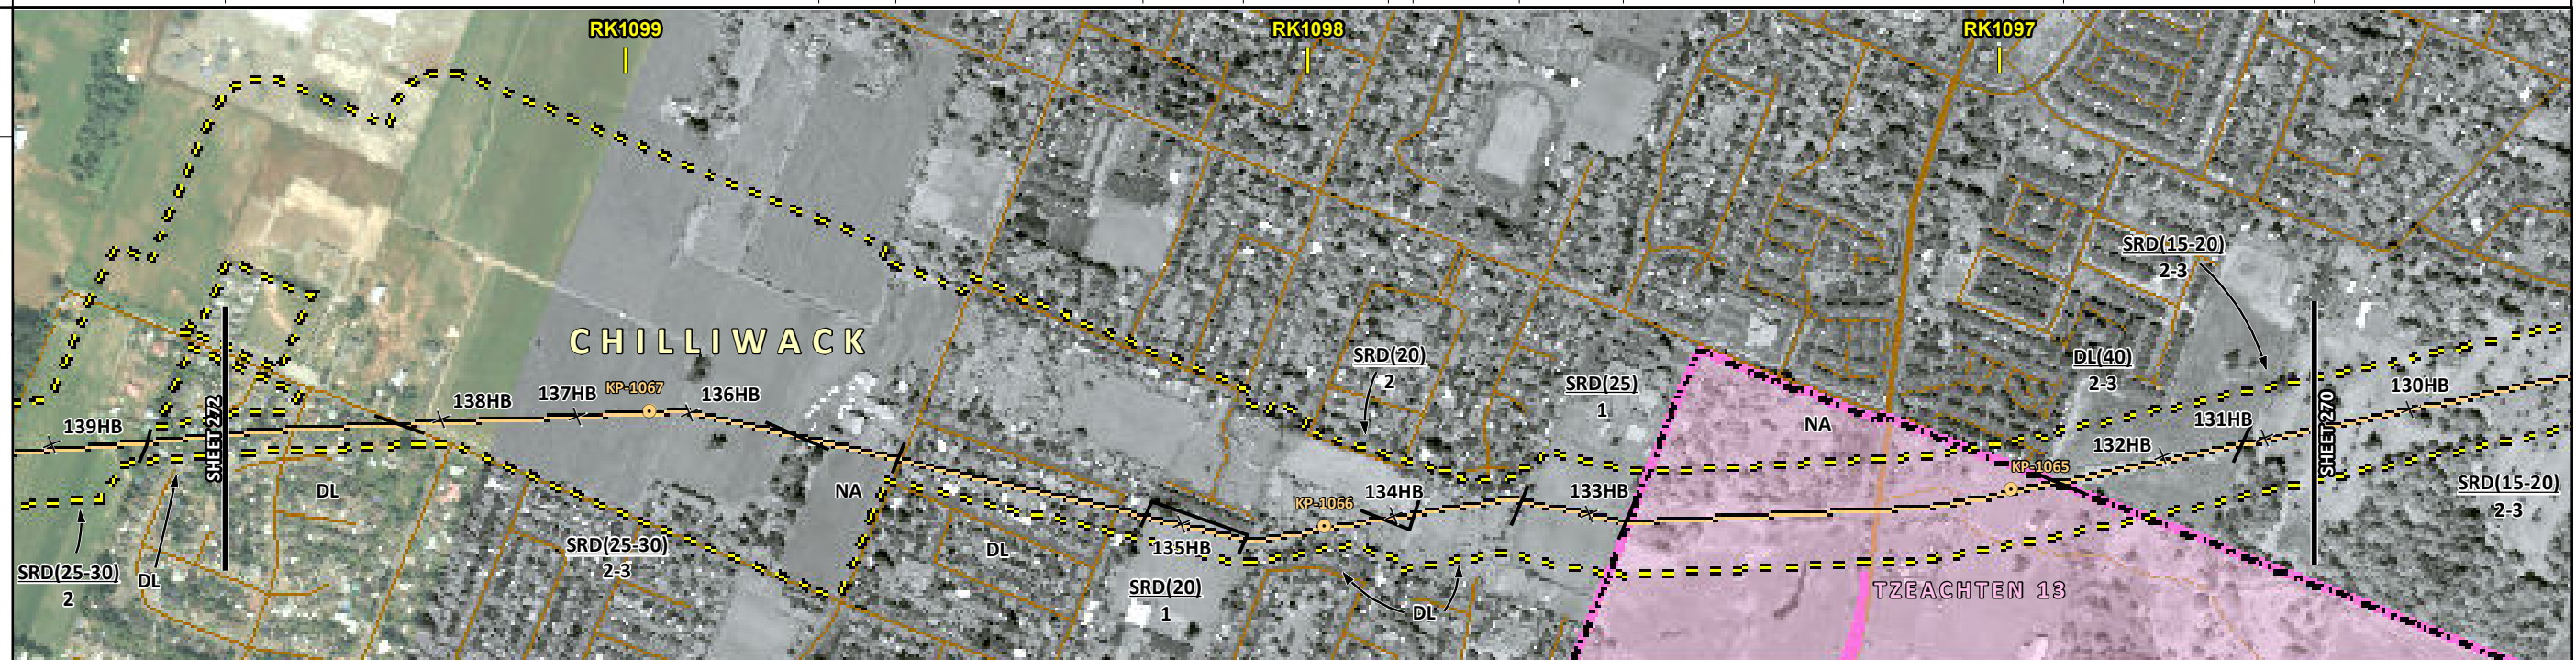 RK1099
RK1098
RK1097
SRD(15-20)
2-3
CHILLIWACK
SRD(20)
2
DL(40)
2-3
SRD(25)
1
138HB
137HB
KP-1067
136HB
130HB
139HB
SHEET 272
NA
131HB
132HB
SHEET 270
KP-1065
DL
NA
134HB
133HB
SRD(15-20)
2-3
KP-1066
SRD(25-30)
2-3
DL
135HB
SRD(25-30)
2
DL
SRD(20)
1
TZEACHTEN 13
DL